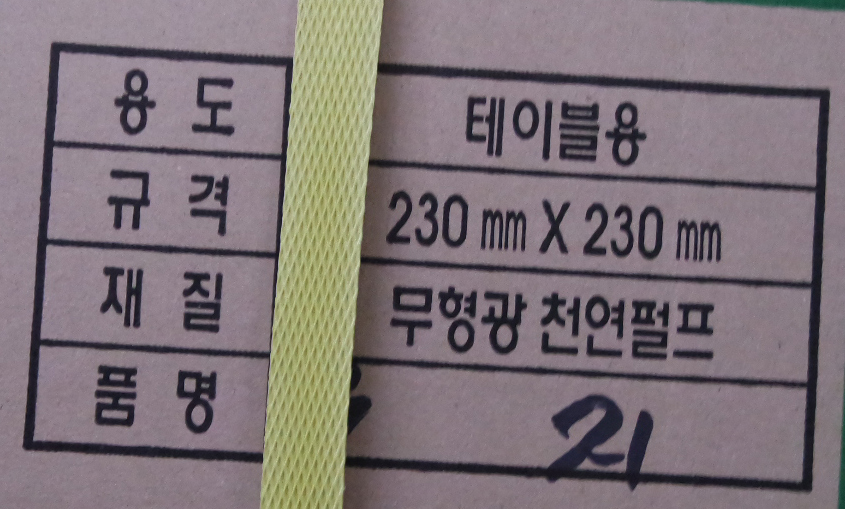 용 도 테이블용
규 격 230 mm X 230 mm
재 질 무형광 천연펄프
품 명 21